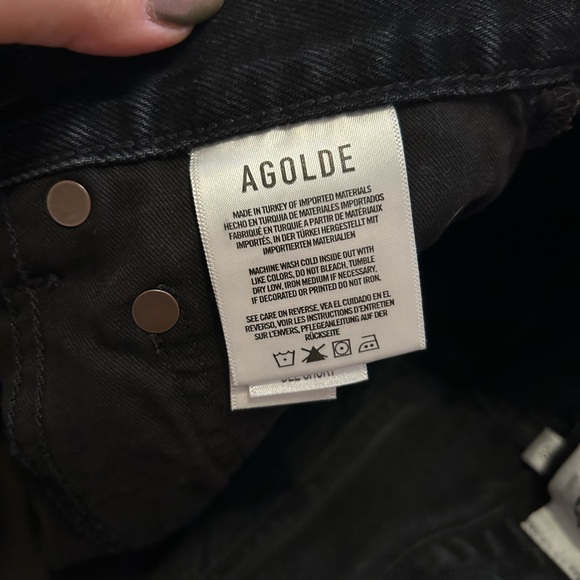 AGOLDE
MADE IN TURKEY OF IMPORTED MATERIALS
HECHO EN TURQUIA DE MATERIALES IMPORTADOS
FABRIQUÉ EN TURQUIE A PARTIR DE MATÉRIAUX
IMPORTÉS, IN DER TÜRKEI HERGESTELLT MIT
IMPORTIERTEN MATERIALIEN
MACHINE WASH COLD INSIDE OUT WITH
LIKE COLORS, DO NOT BLEACH, TUMBLE
DRY LOW, IRON MEDIUM IF NECESSARY,
IF DECORATED OR PRINTED DO NOT IRON.
SEE CARE ON REVERSE, VEA EL CUIDADO EN EL
REVERSO, VOIR LES INSTRUCTIONS D'ENTRETIEN
SUR L'ENVERS, PFLEGEANLEITUNG AUF DER
RÜCKSEITE